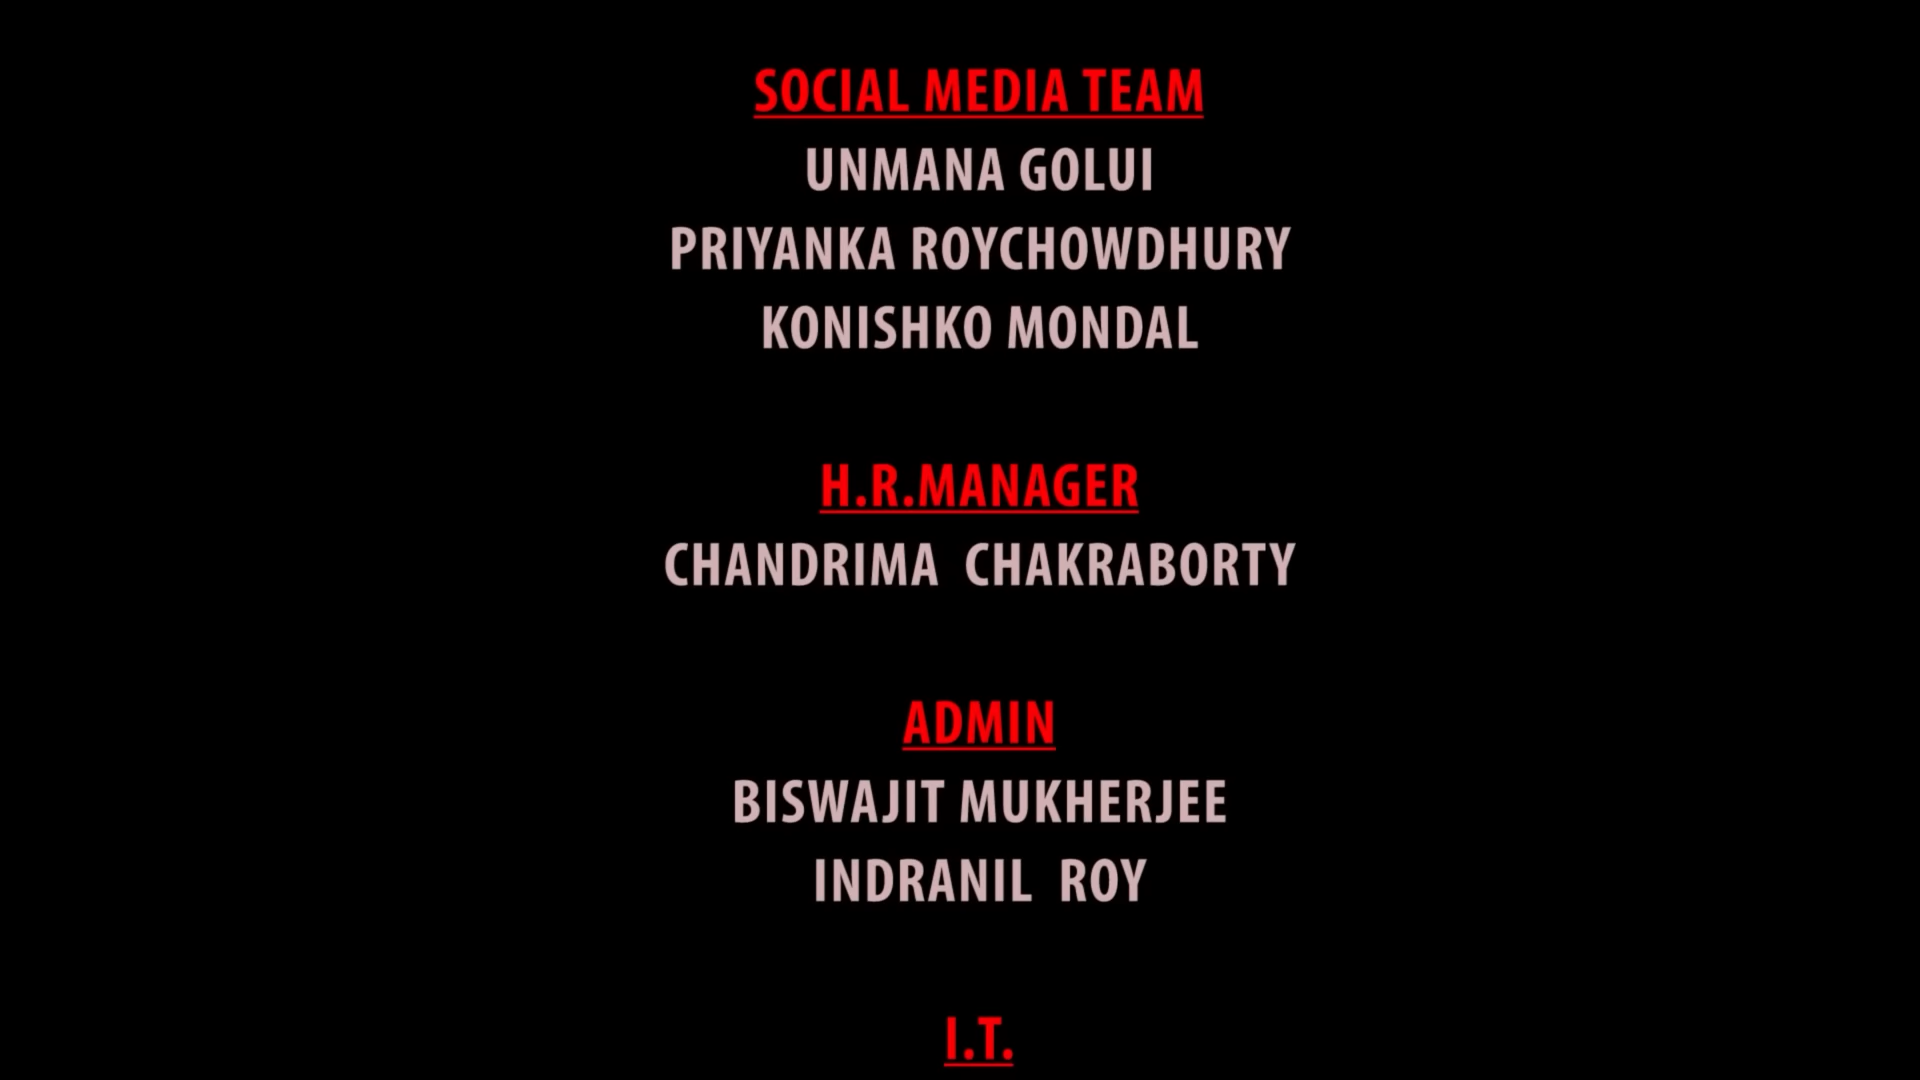 SOCIAL MEDIA TEAM
UNMANA GOLUI
PRIYANKA ROYCHOWDHURY
KONISHKO MONDAL
H.R.MANAGER
CHANDRIMA CHAKRABORTY
ADMIN
BISWAJIT MUKHERJEE
INDRANIL ROY
I.T.